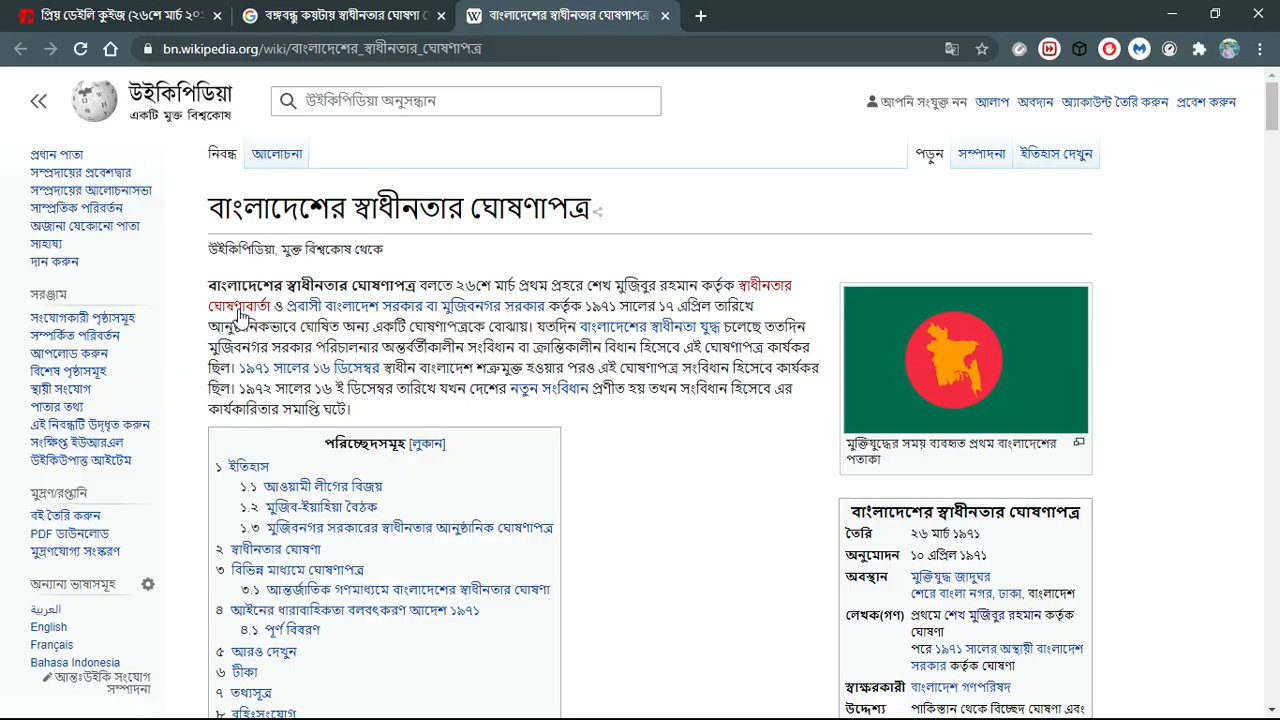 প্রিয় ডেইলি কুইজ (২৬শে মার্চ ২০২
বঙ্গবন্ধু কয়টায় স্বাধীনতার ঘোষণা
বাংলাদেশের স্বাধীনতার ঘোষণাপত্র
bn.wikipedia.org/wiki/বাংলাদেশের_স্বাধীনতার_ঘোষণাপত্র
উইকিপিডিয়া
একটি মুক্ত বিশ্বকোষ
উইকিপিডিয়া অনুসন্ধান
আপনি সংযুক্ত নন আলাপ অবদান অ্যাকাউন্ট তৈরি করুন প্রবেশ করুন
নিবন্ধ আলোচনা
পড়ুন সম্পাদনা ইতিহাস দেখুন
প্রধান পাতা
সম্প্রদায়ের প্রবেশদ্বার
সম্প্রদায়ের আলোচনাসভা
সাম্প্রতিক পরিবর্তন
অজানা যেকোনো পাতা
সাহায্য
দান করুন
সরঞ্জাম
সংযোগকারী পৃষ্ঠাসমূহ
সম্পর্কিত পরিবর্তন
আপলোড করুন
বিশেষ পৃষ্ঠাসমূহ
স্থায়ী সংযোগ
পাতার তথ্য
এই নিবন্ধটি উদ্ধৃত করুন
সংক্ষিপ্ত ইউআরএল
উইকিউপাত্ত আইটেম
মুদ্রণ/রপ্তানি
বই তৈরি করুন
PDF ডাউনলোড
মুদ্রণযোগ্য সংস্করণ
অন্যান্য ভাষাসমূহ
العربية
English
Français
Bahasa Indonesia
আন্তঃউইকি সংযোগ
সম্পাদনা
বাংলাদেশের স্বাধীনতার ঘোষণাপত্র
উইকিপিডিয়া, মুক্ত বিশ্বকোষ থেকে
বাংলাদেশের স্বাধীনতার ঘোষণাপত্র বলতে ২৬শে মার্চ প্রথম প্রহরে শেখ মুজিবুর রহমান কর্তৃক স্বাধীনতার
ঘোষণাবার্তা ও প্রবাসী বাংলাদেশ সরকার বা মুজিবনগর সরকার কর্তৃক ১৯৭১ সালের ১৭ এপ্রিল তারিখে
আনুষ্ঠানিকভাবে ঘোষিত অন্য একটি ঘোষণাপত্রকে বোঝায়। যতদিন বাংলাদেশের স্বাধীনতা যুদ্ধ চলেছে ততদিন
মুজিবনগর সরকার পরিচালনার অন্তর্বর্তীকালীন সংবিধান বা ক্রান্তিকালীন বিধান হিসেবে এই ঘোষণাপত্র কার্যকর
ছিল। ১৯৭১ সালের ১৬ ডিসেম্বর স্বাধীন বাংলাদেশ শত্রুমুক্ত হওয়ার পরও এই ঘোষণাপত্র সংবিধান হিসেবে কার্যকর
ছিল। ১৯৭২ সালের ১৬ ই ডিসেম্বর তারিখে যখন দেশের নতুন সংবিধান প্রণীত হয় তখন সংবিধান হিসেবে এর
কার্যকারিতার সমাপ্তি ঘটে।
পরিচ্ছেদসমূহ [লুকান]
১ ইতিহাস
১.১ আওয়ামী লীগের বিজয়
১.২ মুজিব-ইয়াহিয়া বৈঠক
১.৩ মুজিবনগর সরকারের স্বাধীনতার আনুষ্ঠানিক ঘোষণাপত্র
২ স্বাধীনতার ঘোষণা
৩ বিভিন্ন মাধ্যমে ঘোষণাপত্র
৩.১ আন্তর্জাতিক গণমাধ্যমে বাংলাদেশের স্বাধীনতার ঘোষণা
৪ আইনের ধারাবাহিকতা বলবৎকরণ আদেশ ১৯৭১
৪.১ পূর্ণ বিবরণ
৫ আরও দেখুন
৬ টীকা
৭ তথ্যসূত্র
৮ বহিঃসংযোগ
মুক্তিযুদ্ধের সময় ব্যবহৃত প্রথম বাংলাদেশের
পতাকা
বাংলাদেশের স্বাধীনতার ঘোষণাপত্র
তৈরি ২৬ মার্চ ১৯৭১
অনুমোদন ১০ এপ্রিল ১৯৭১
অবস্থান মুক্তিযুদ্ধ জাদুঘর
শেরে বাংলা নগর, ঢাকা, বাংলাদেশ
লেখক(গণ) প্রথমে শেখ মুজিবুর রহমান কর্তৃক
ঘোষণা
পরে ১৯৭১ সালের অস্থায়ী বাংলাদেশ
সরকার কর্তৃক ঘোষণা
স্বাক্ষরকারী বাংলাদেশ গণপরিষদ
উদ্দেশ্য পাকিস্তান থেকে বিচ্ছেদ ঘোষণা এবং